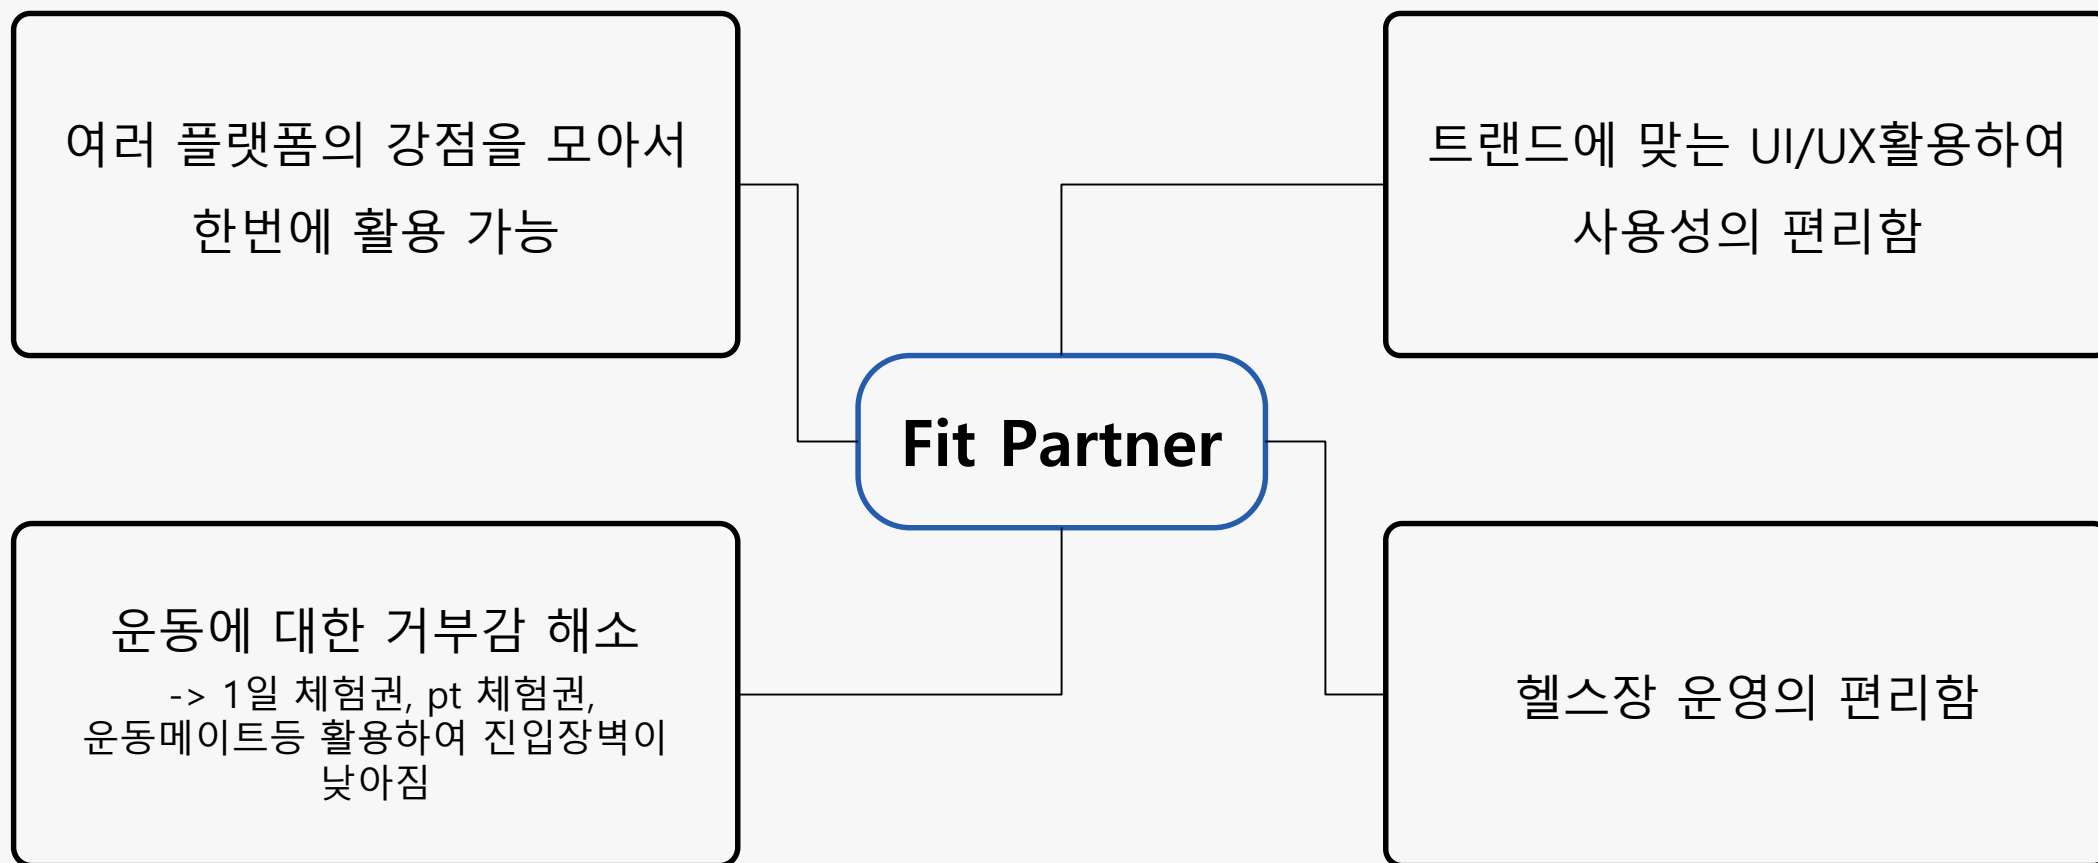 여러 플랫폼의 강점을 모아서
한번에 활용 가능
트랜드에 맞는 UI/UX활용하여
사용성의 편리함
Fit Partner
운동에 대한 거부감 해소
-> 1일 체험권, pt 체험권,
운동메이트등 활용하여 진입장벽이
낮아짐
헬스장 운영의 편리함